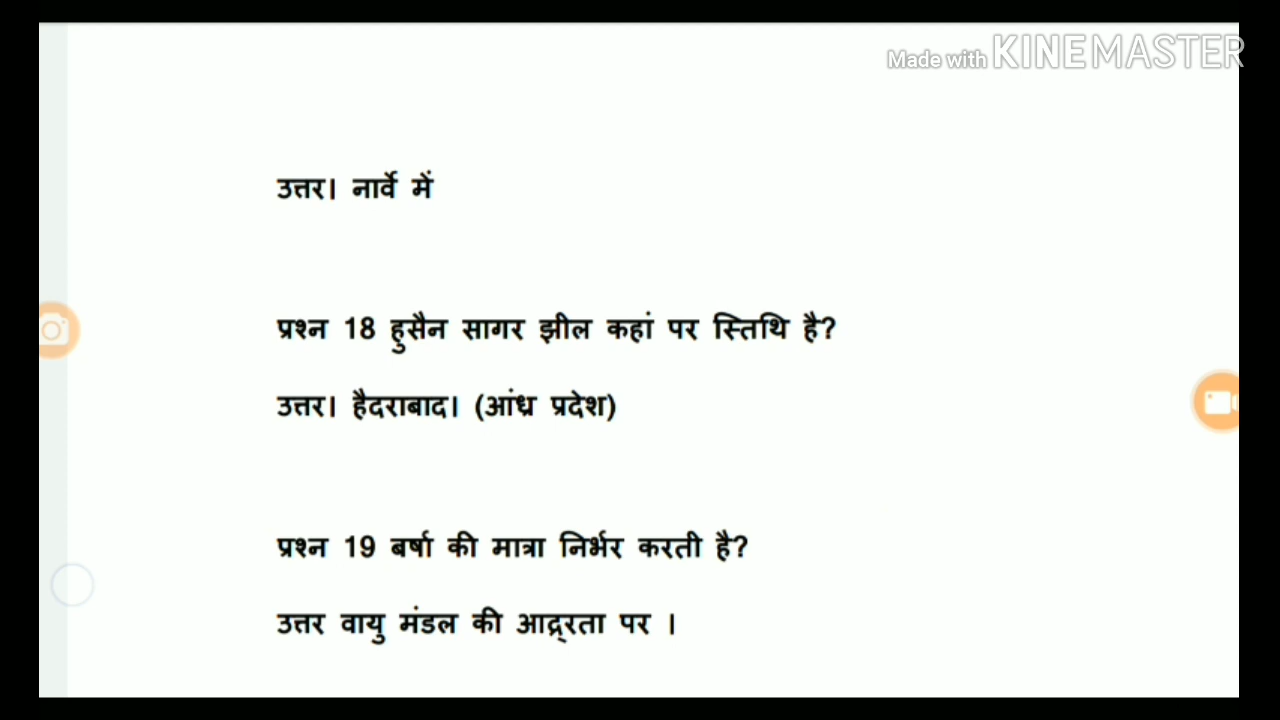 Made with KINEMASTER
उत्तर। नार्वे में
प्रश्न 18 हुसैन सागर झील कहां पर स्तिथि है?
उत्तर। हैदराबाद। (आंध्र प्रदेश)
प्रश्न 19 बर्षा की मात्रा निर्भर करती है?
उत्तर वायु मंडल की आद्र्रता पर ।